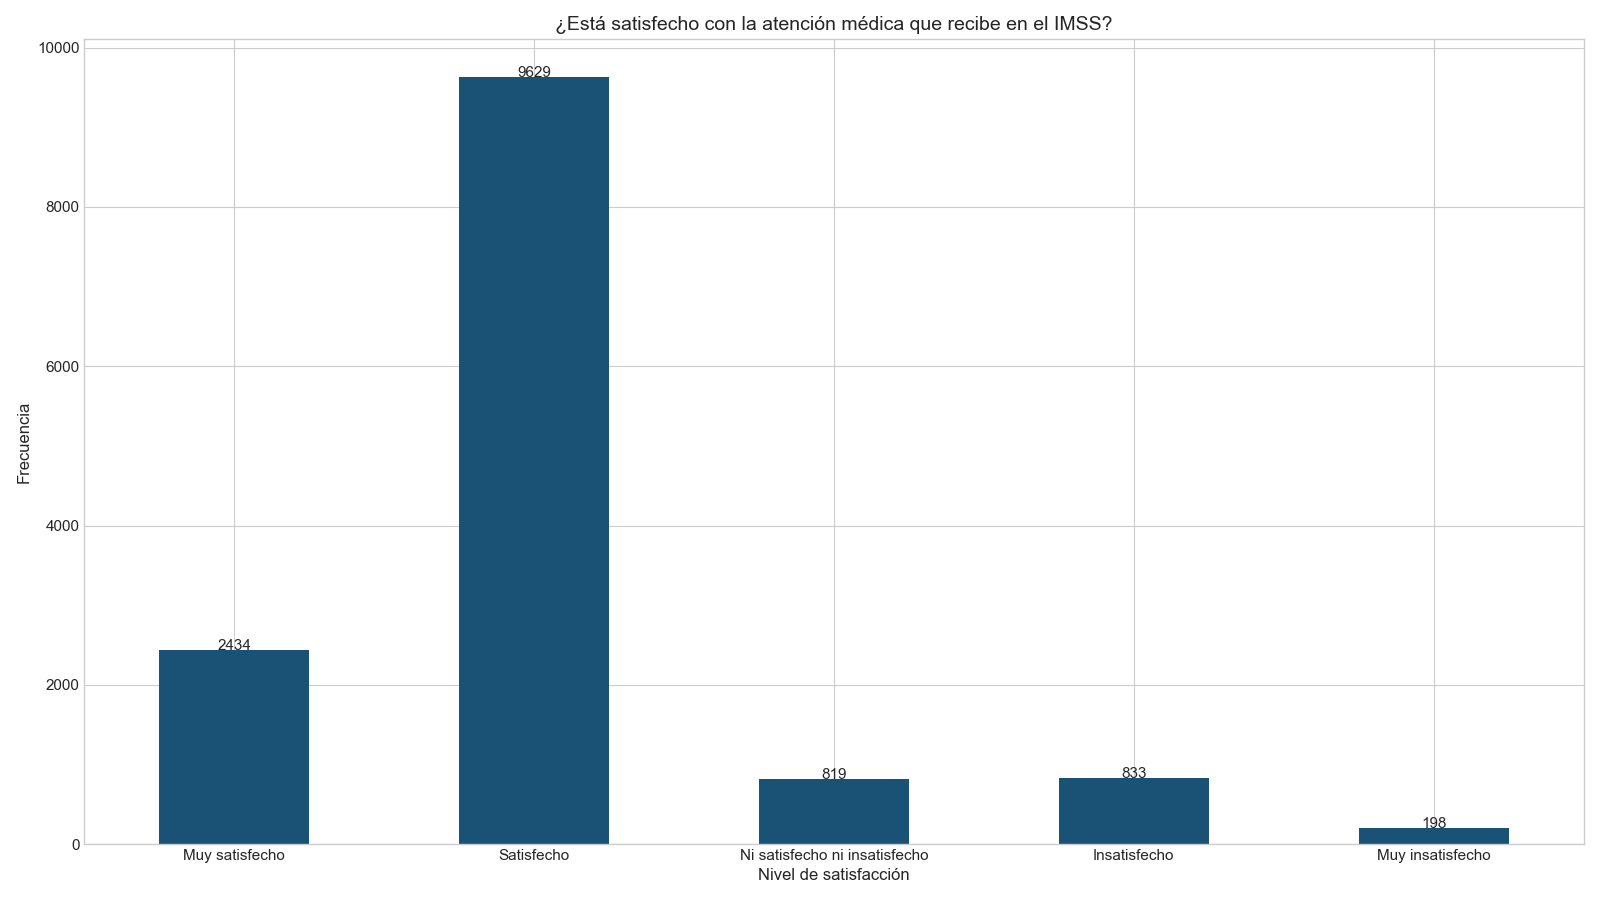 ¿Está satisfecho con la atención médica que recibe en el IMSS?
10000
8000
6000
4000
2000
0
Frecuencia
2434
9629
819
833
198
Muy satisfecho
Satisfecho
Ni satisfecho ni insatisfecho
Insatisfecho
Muy insatisfecho
Nivel de satisfacción